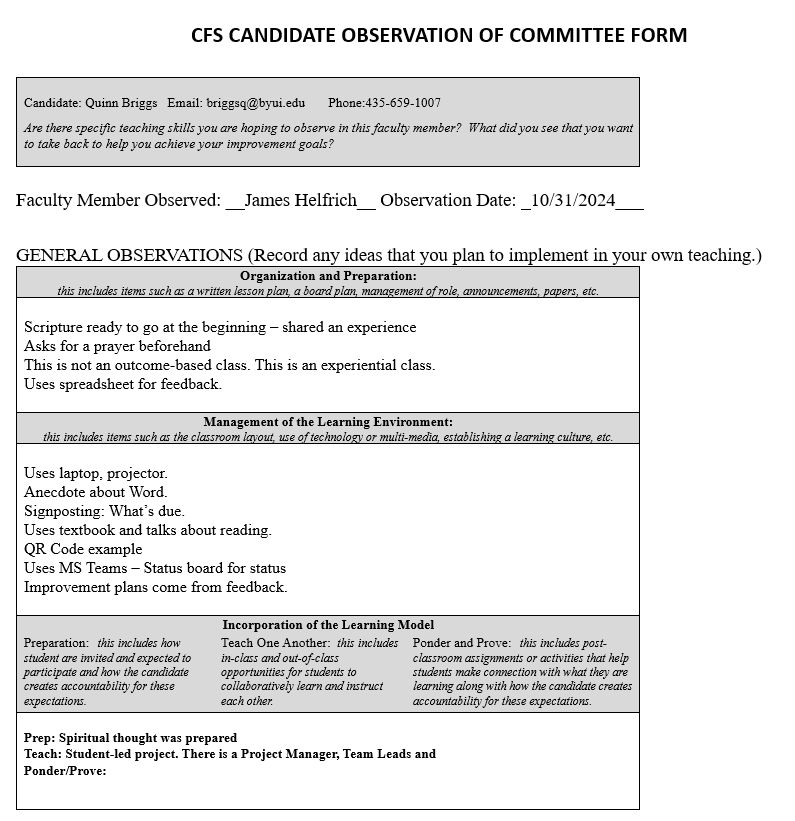 CFS CANDIDATE OBSERVATION OF COMMITTEE FORM
Candidate: Quinn Briggs Email: briggsq@byui.edu Phone:435-659-1007
Are there specific teaching skills you are hoping to observe in this faculty member? What did you see that you want
to take back to help you achieve your improvement goals?
Faculty Member Observed: __James Helfrich__ Observation Date: _10/31/2024___
GENERAL OBSERVATIONS (Record any ideas that you plan to implement in your own teaching.)
Organization and Preparation:
this includes items such as a written lesson plan, a board plan, management of role, announcements, papers, etc.
Scripture ready to go at the beginning – shared an experience
Asks for a prayer beforehand
This is not an outcome-based class. This is an experiential class.
Uses spreadsheet for feedback.
Management of the Learning Environment:
this includes items such as the classroom layout, use of technology or multi-media, establishing a learning culture, etc.
Uses laptop, projector.
Anecdote about Word.
Signposting: What’s due.
Uses textbook and talks about reading.
QR Code example
Uses MS Teams – Status board for status
Improvement plans come from feedback.
Incorporation of the Learning Model
Preparation: this includes how
student are invited and expected to
participate and how the candidate
creates accountability for these
expectations.
Teach One Another: this includes
in-class and out-of-class
opportunities for students to
collaboratively learn and instruct
each other.
Ponder and Prove: this includes post-
classroom assignments or activities that help
students make connection with what they are
learning along with how the candidate creates
accountability for these expectations.
Prep: Spiritual thought was prepared
Teach: Student-led project. There is a Project Manager, Team Leads and
Ponder/Prove: